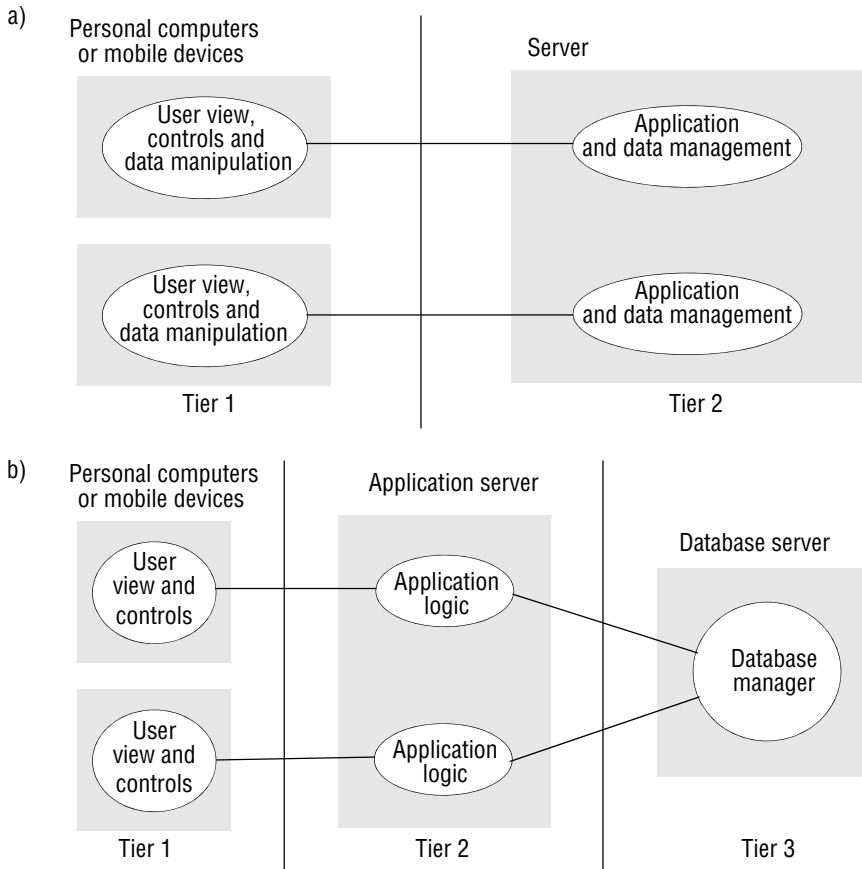 a)
Personal computers
or mobile devices
Server
User view,
controls and
data manipulation
Application
and data management
User view,
controls and
data manipulation
Application
and data management
Tier 1
Tier 2
b)
Personal computers
or mobile devices
Application server
Database server
User
view and
controls
Application
logic
Database
manager
User
view and
controls
Application
logic
Tier 1
Tier 2
Tier 3